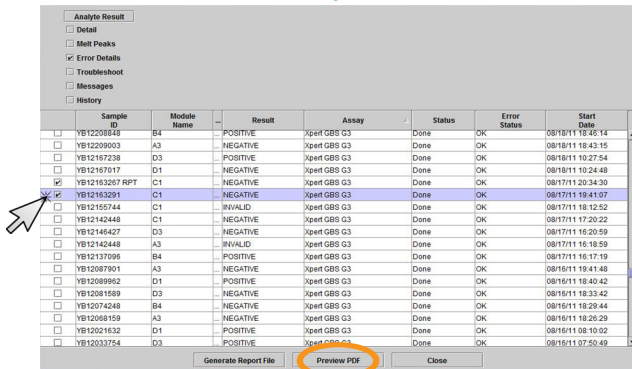 Analyte Result
Detail
Melt Peaks
Error Details
Troubleshoot
Messages
History
Sample ID Module Name ... Result Assay Status Error Status Start Date
YB12208848 B4 ... POSITIVE Xpert GBS G3 Done OK 08/18/11 18:46:14
YB12209003 A3 ... NEGATIVE Xpert GBS G3 Done OK 08/18/11 18:43:15
YB12167238 D3 ... POSITIVE Xpert GBS G3 Done OK 08/18/11 10:27:54
YB12167017 D1 ... NEGATIVE Xpert GBS G3 Done OK 08/18/11 10:24:48
YB12163267 RPT C1 ... NEGATIVE Xpert GBS G3 Done OK 08/17/11 20:34:30
YB12163291 C1 ... NEGATIVE Xpert GBS G3 Done OK 08/17/11 19:41:07
YB12155744 C1 ... INVALID Xpert GBS G3 Done OK 08/17/11 18:12:52
YB12142448 C1 ... NEGATIVE Xpert GBS G3 Done OK 08/17/11 17:20:22
YB12146427 D3 ... NEGATIVE Xpert GBS G3 Done OK 08/17/11 16:20:59
YB12142448 A3 ... INVALID Xpert GBS G3 Done OK 08/17/11 16:18:59
YB12137096 B4 ... POSITIVE Xpert GBS G3 Done OK 08/17/11 16:17:19
YB12087901 A3 ... NEGATIVE Xpert GBS G3 Done OK 08/16/11 19:41:48
YB12089962 D1 ... POSITIVE Xpert GBS G3 Done OK 08/16/11 18:40:42
YB12081589 D3 ... NEGATIVE Xpert GBS G3 Done OK 08/16/11 18:33:42
YB12074248 B4 ... NEGATIVE Xpert GBS G3 Done OK 08/16/11 18:29:44
YB12068159 A3 ... NEGATIVE Xpert GBS G3 Done OK 08/16/11 18:26:29
YB12021632 D1 ... POSITIVE Xpert GBS G3 Done OK 08/16/11 08:10:02
YB12033754 D3 ... POSITIVE Xpert GBS G3 Done OK 08/16/11 07:50:49
Generate Report File Preview PDF Close